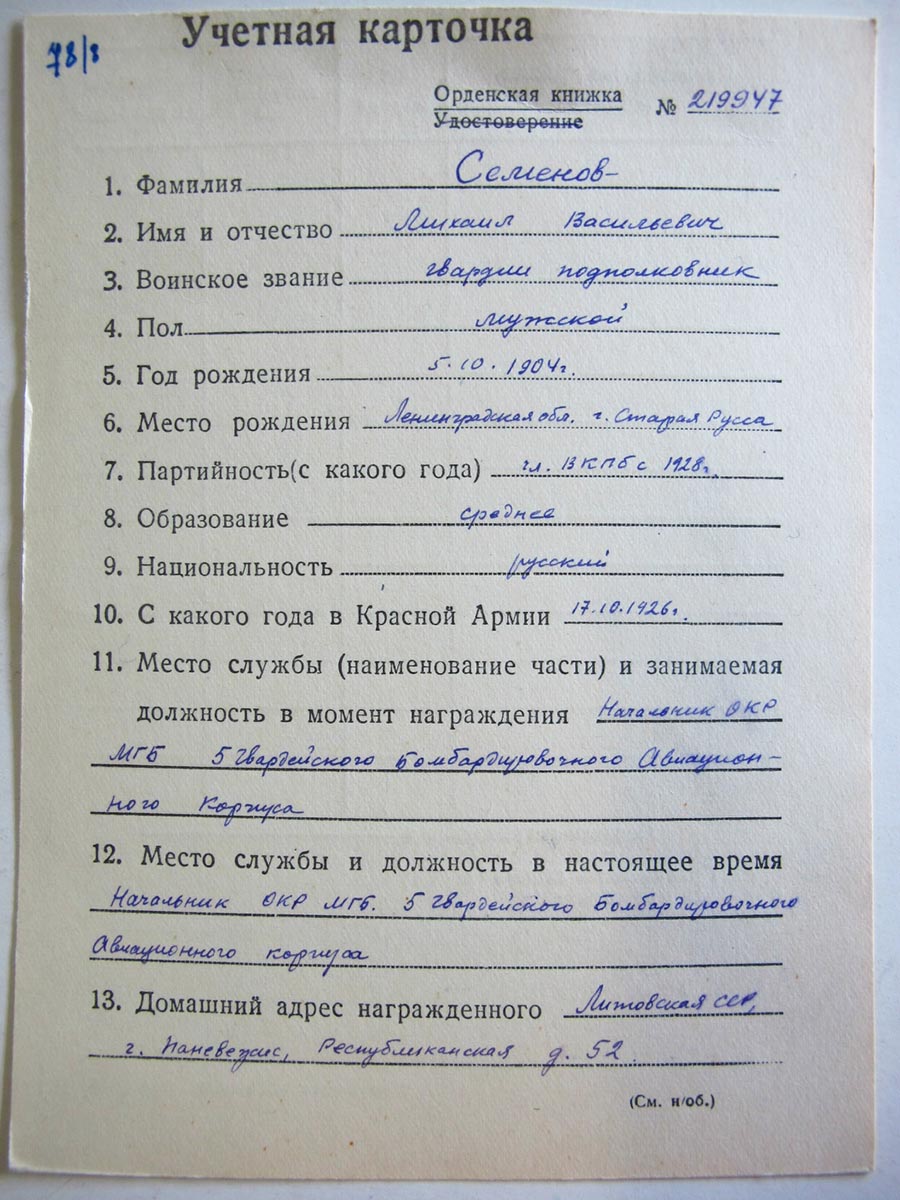 Учетная карточка
78/8
Орденская книжка № 219947
Удостоверение
1. Фамилия Семенов
2. Имя и отчество Михаил Васильевич
3. Воинское звание гвардии подполковник
4. Пол мужской
5. Год рождения 5.10.1904г.
6. Место рождения Ленинградская обл. г. Старая Русса
7. Партийность(с какого года) чл. ВКПб с 1928г.
8. Образование среднее
9. Национальность русский
10. С какого года в Красной Армии 17.10.1926г.
11. Место службы (наименование части) и занимаемая
должность в момент награждения Начальник ОКР
МГБ 5 Гвардейского Бомбардировочного Авиацион-
ного Корпуса
12. Место службы и должность в настоящее время
Начальник ОКР МГБ. 5 Гвардейского Бомбардировочного
Авиационного корпуса
13. Домашний адрес награжденного Литовская ССР,
г. Паневежис, Республиканская д. 52
(См. н/об.)